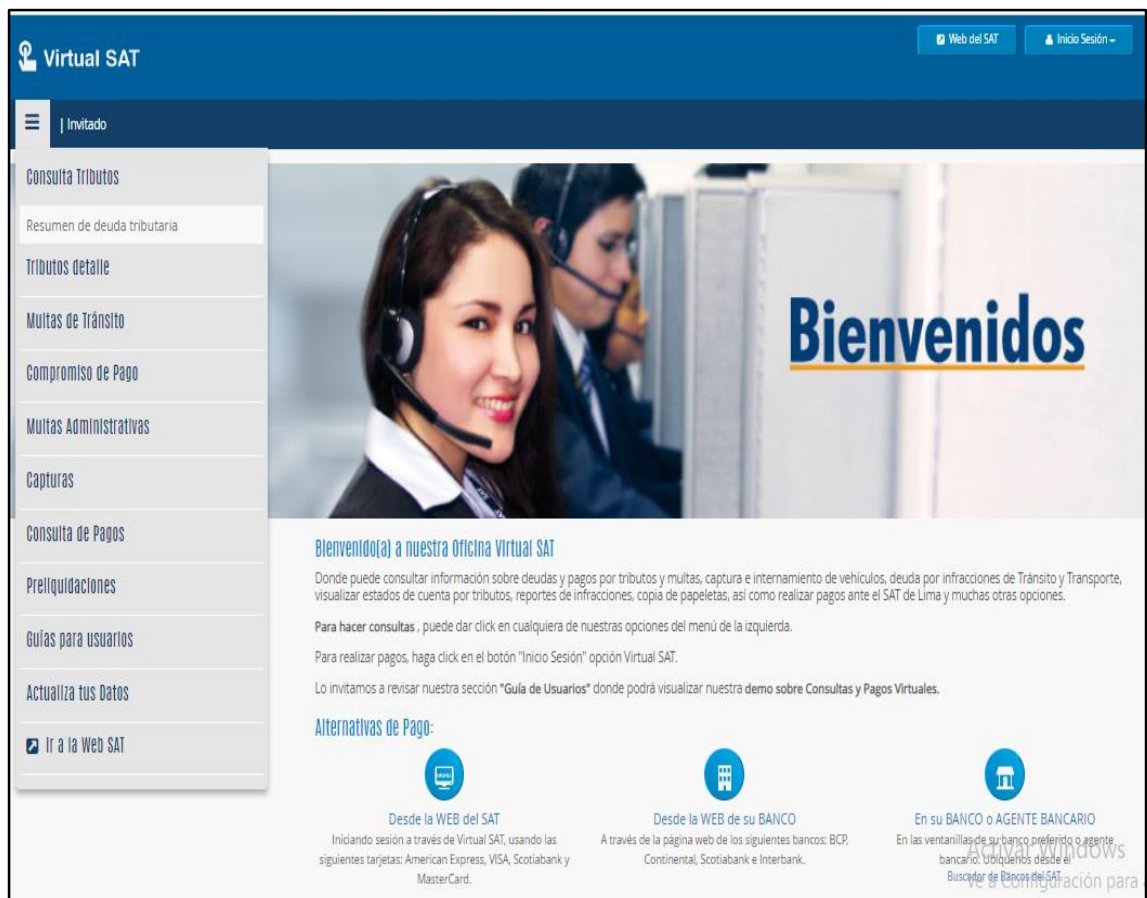 Virtual SAT
Web del SAT
Inicio Sesión
| Invitado
Consulta Tributos
Resumen de deuda tributaria
Tributos detalle
Multas de Tránsito
Compromiso de Pago
Multas Administrativas
Capturas
Consulta de Pagos
Preliquidaciones
Guías para usuarios
Actualiza tus Datos
Ir a la Web SAT
Bienvenidos
Bienvenido(a) a nuestra Oficina Virtual SAT
Donde puede consultar información sobre deudas y pagos por tributos y multas, captura e internamiento de vehículos, deuda por infracciones de Tránsito y Transporte,
visualizar estados de cuenta por tributos, reportes de infracciones, copia de papeletas, así como realizar pagos ante el SAT de Lima y muchas otras opciones.
Para hacer consultas , puede dar click en cualquiera de nuestras opciones del menú de la izquierda.
Para realizar pagos, haga click en el botón "Inicio Sesión" opción Virtual SAT.
Lo invitamos a revisar nuestra sección "Guía de Usuarios" donde podrá visualizar nuestra demo sobre Consultas y Pagos Virtuales.
Alternativas de Pago:
Desde la WEB del SAT
Iniciando sesión a través de Virtual SAT, usando las
siguientes tarjetas: American Express, VISA, Scotiabank y
MasterCard.
Desde la WEB de su BANCO
A través de la página web de los siguientes bancos: BCP,
Continental, Scotiabank e Interbank.
En su BANCO o AGENTE BANCARIO
En las ventanillas de su banco preferido o agente
bancario. Ubíquenos desde el
Buscador de Bancos del SAT.
Activar Windows
Ve a Configuración para